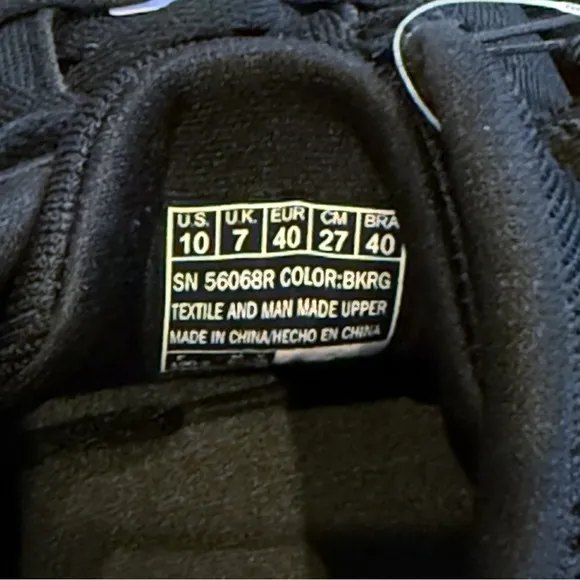 U.S. U.K. EUR CM BRA
10 7 40 27 40
SN 56068R COLOR:BKRG
TEXTILE AND MAN MADE UPPER
MADE IN CHINA/HECHO EN CHINA